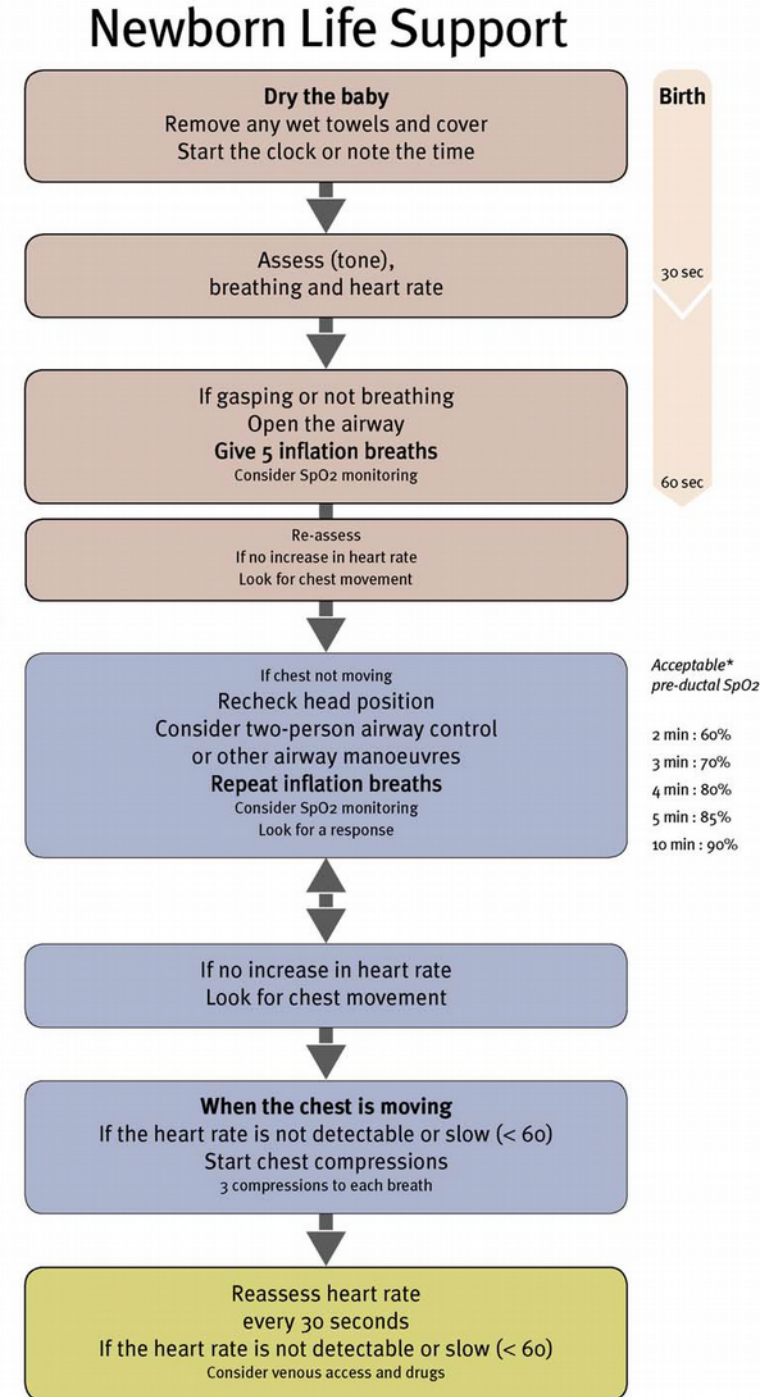 Newborn Life Support
Dry the baby
Remove any wet towels and cover
Start the clock or note the time
Birth
Assess (tone),
breathing and heart rate
30 sec
If gasping or not breathing
Open the airway
Give 5 inflation breaths
Consider SpO2 monitoring
60 sec
Re-assess
If no increase in heart rate
Look for chest movement
If chest not moving
Recheck head position
Consider two-person airway control
or other airway manoeuvres
Repeat inflation breaths
Consider SpO2 monitoring
Look for a response
Acceptable*
pre-ductal SpO2
2 min : 60%
3 min : 70%
4 min : 80%
5 min : 85%
10 min : 90%
If no increase in heart rate
Look for chest movement
When the chest is moving
If the heart rate is not detectable or slow (< 60)
Start chest compressions
3 compressions to each breath
Reassess heart rate
every 30 seconds
If the heart rate is not detectable or slow (< 60)
Consider venous access and drugs